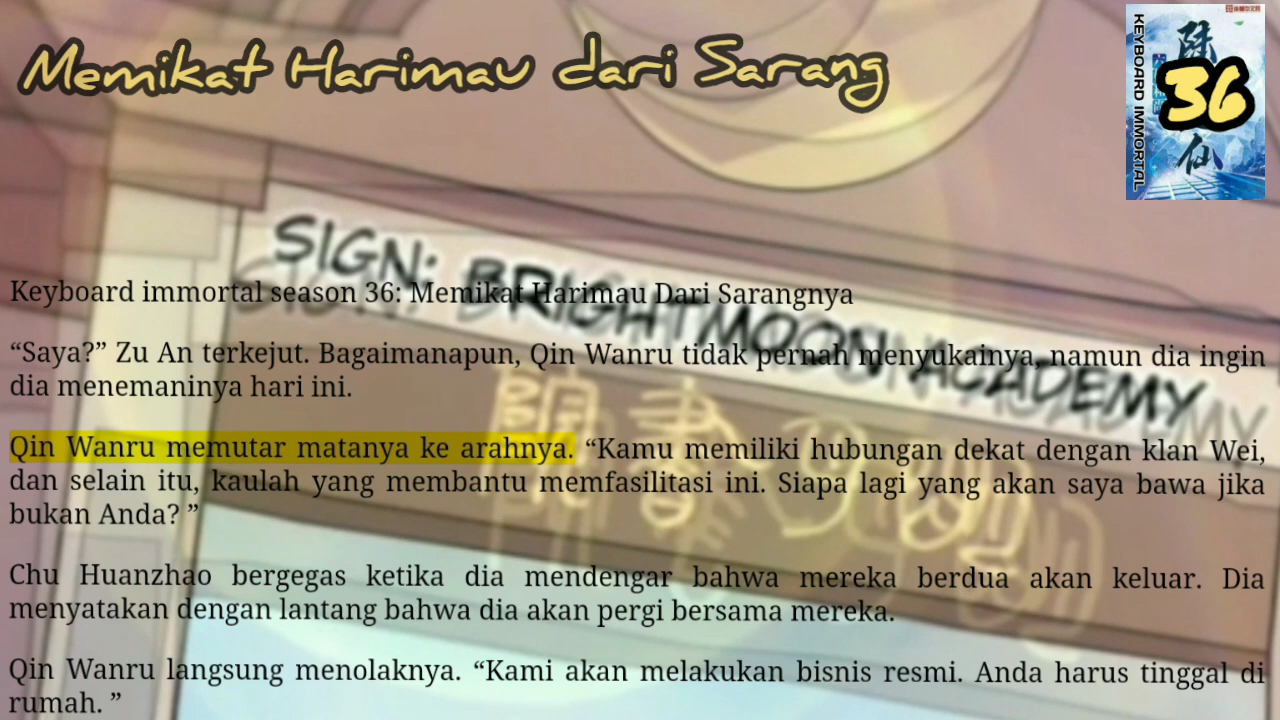 Memikat Harimau dari Sarang
KEYBOARD IMMORTAL
陆
36
仙
SIGN: BRIGHTMOON ACADEMY
Keyboard immortal season 36: Memikat Harimau Dari Sarangnya
“Saya?” Zu An terkejut. Bagaimanapun, Qin Wanru tidak pernah menyukainya, namun dia ingin
dia menemaninya hari ini.
Qin Wanru memutar matanya ke arahnya. “Kamu memiliki hubungan dekat dengan klan Wei,
dan selain itu, kaulah yang membantu memfasilitasi ini. Siapa lagi yang akan saya bawa jika
bukan Anda? ”
Chu Huanzhao bergegas ketika dia mendengar bahwa mereka berdua akan keluar. Dia
menyatakan dengan lantang bahwa dia akan pergi bersama mereka.
Qin Wanru langsung menolaknya. “Kami akan melakukan bisnis resmi. Anda harus tinggal di
rumah. ”